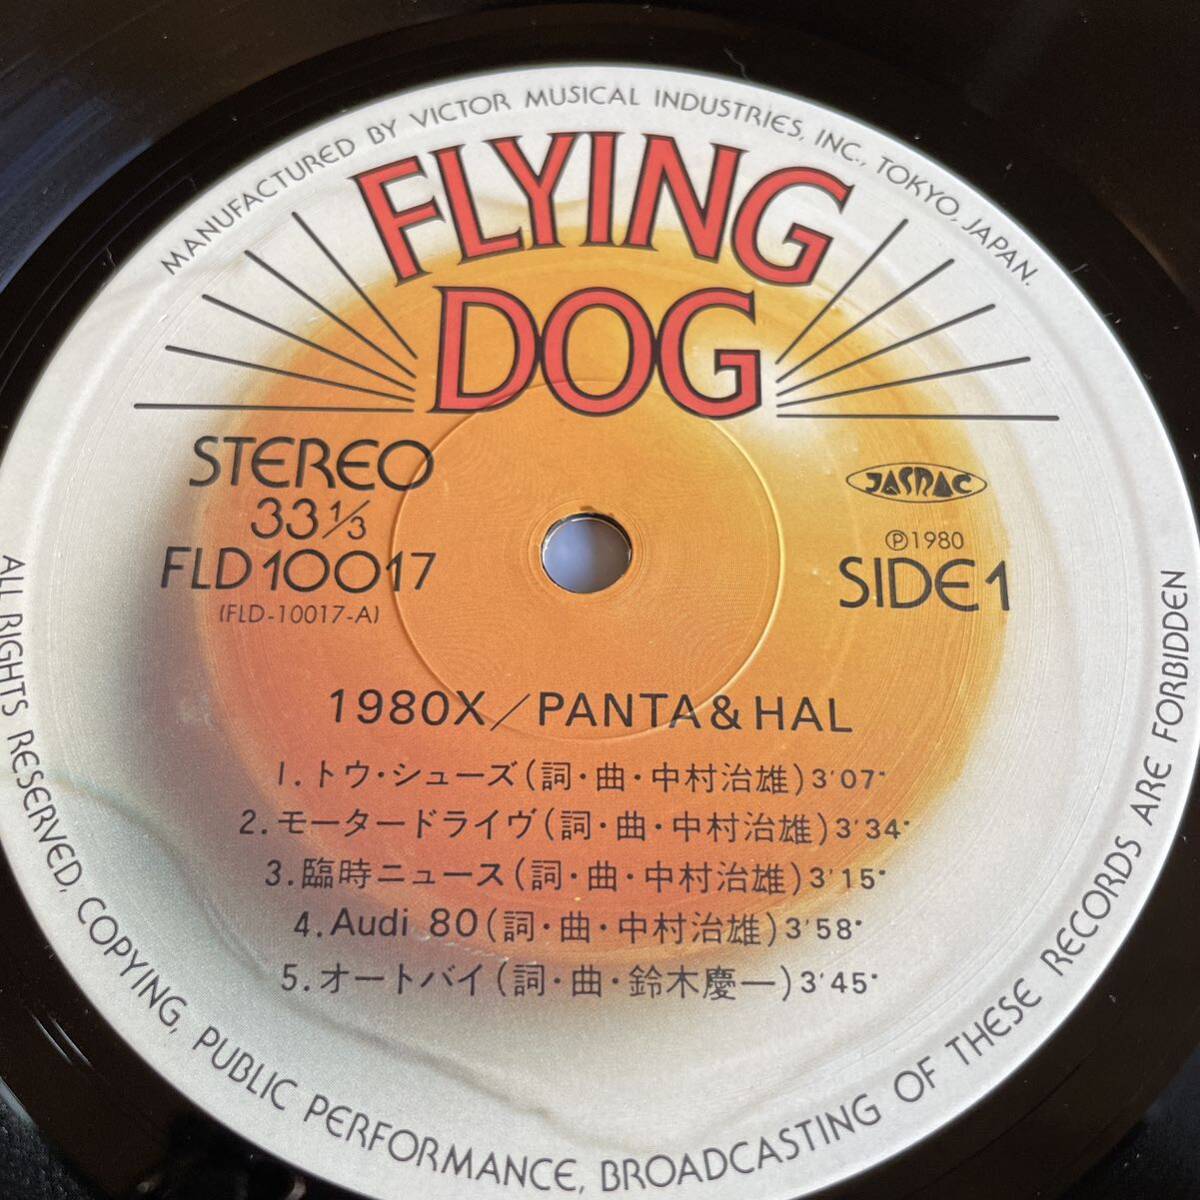 MANUFACTURED BY VICTOR MUSICAL INDUSTRIES, INC., TOKYO, JAPAN.
FLYING
DOG
STEREO
33 1/3
FLD10017
(FLD-10017-A)
JASRAC
Ⓟ1980
SIDE1
1980X/PANTA&HAL
1.トウ・シューズ(詞・曲・中村治雄)3'07"
2.モータードライヴ(詞・曲・中村治雄)3'34"
3.臨時ニュース(詞・曲・中村治雄)3'15"
4.Audi 80(詞・曲・中村治雄)3'58"
5.オートバイ(詞・曲・鈴木慶一)3'45"
ALL RIGHTS RESERVED, COPYING, PUBLIC PERFORMANCE, BROADCASTING OF THESE RECORDS ARE FORBIDDEN